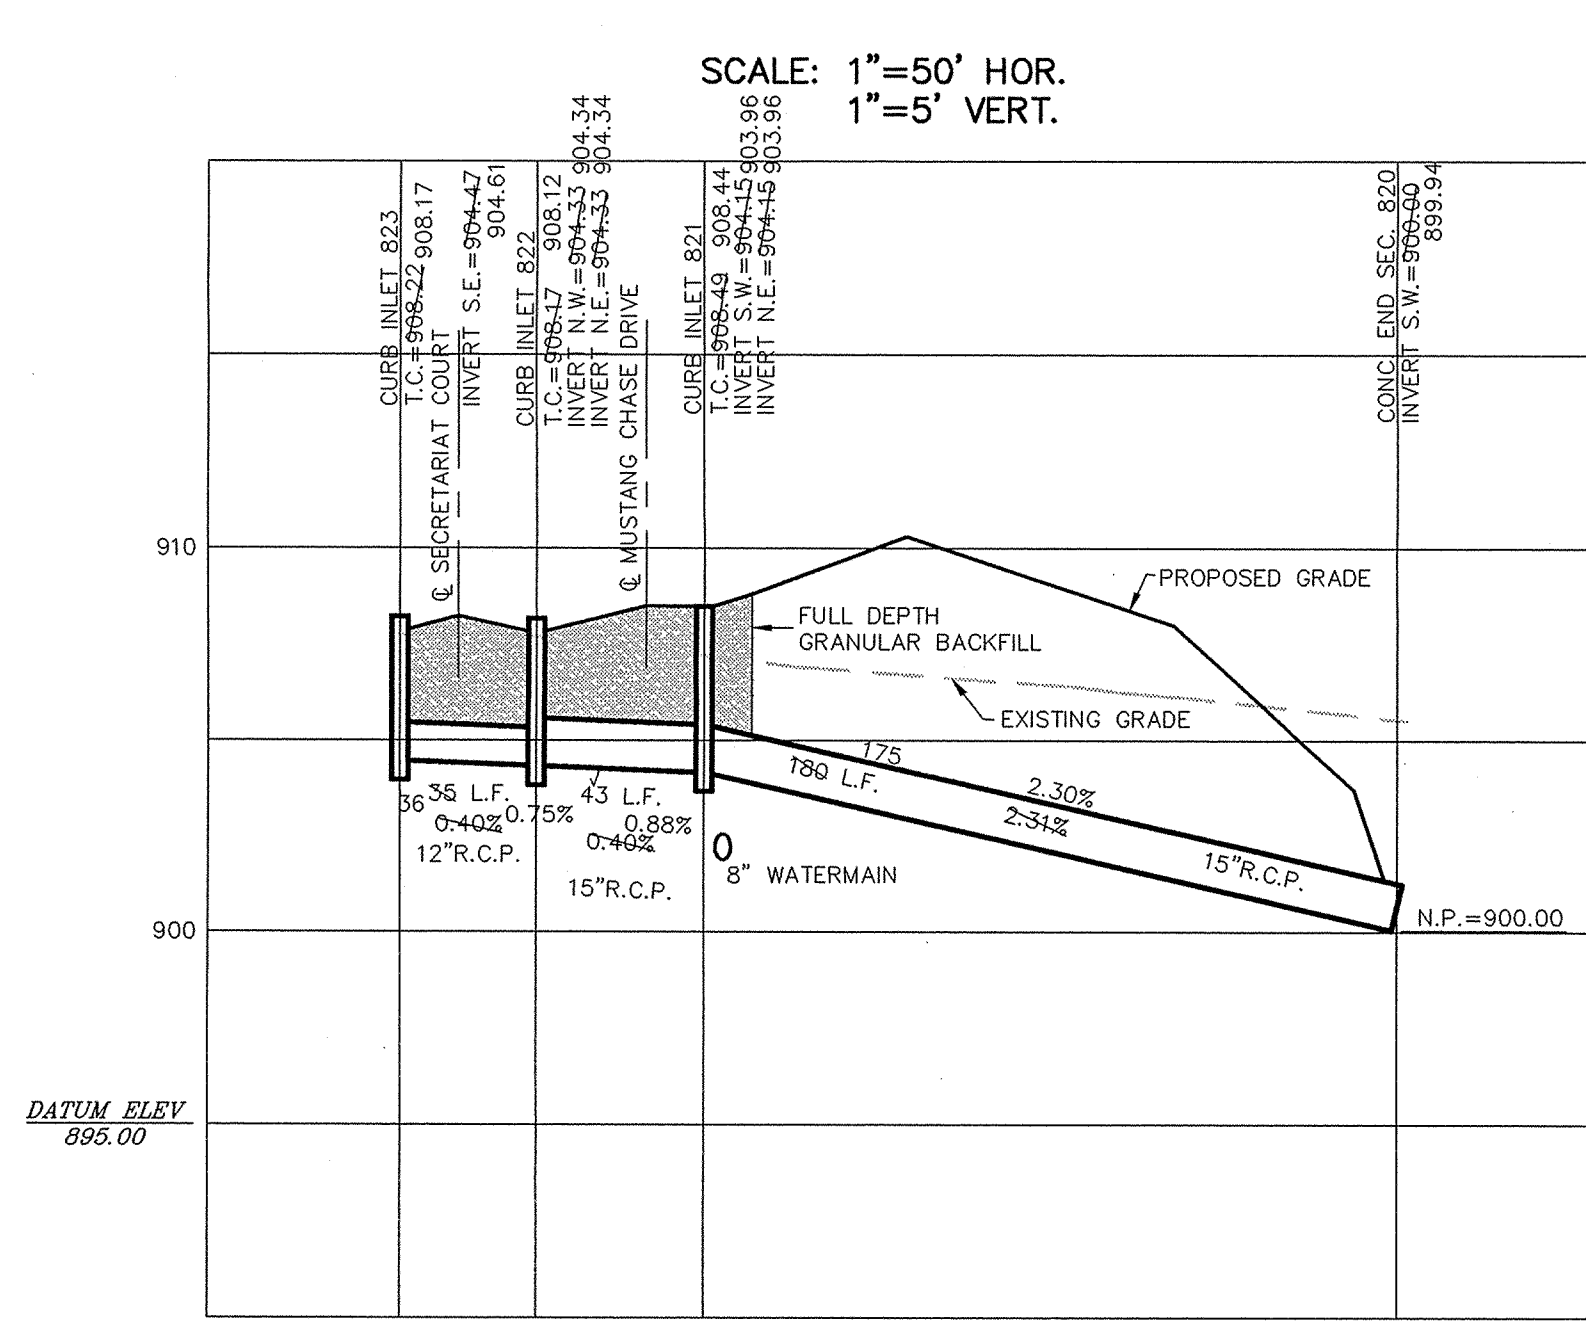 SCALE: 1"=50' HOR.
1"=5' VERT.
CURB INLET 823
T.C.=908.22 908.17
℄ SECRETARIAT COURT
INVERT S.E.=904.47
904.61
CURB INLET 822
T.C.=908.17 908.12
INVERT N.W.=904.33 904.34
INVERT N.E.=904.33 904.34
℄ MUSTANG CHASE DRIVE
CURB INLET 821
T.C.=908.49 908.44
INVERT S.W.=904.15 903.96
INVERT N.E.=904.15 903.96
CONC. END SEC. 820
INVERT S.W.=900.00
899.94
910
PROPOSED GRADE
FULL DEPTH
GRANULAR BACKFILL
EXISTING GRADE
175
180 L.F.
2.30%
2.31%
15"R.C.P.
36 35 L.F.
0.40% 0.75%
12"R.C.P.
43 L.F.
0.88%
0.40%
15"R.C.P.
8" WATERMAIN
900
N.P.=900.00
DATUM ELEV
895.00